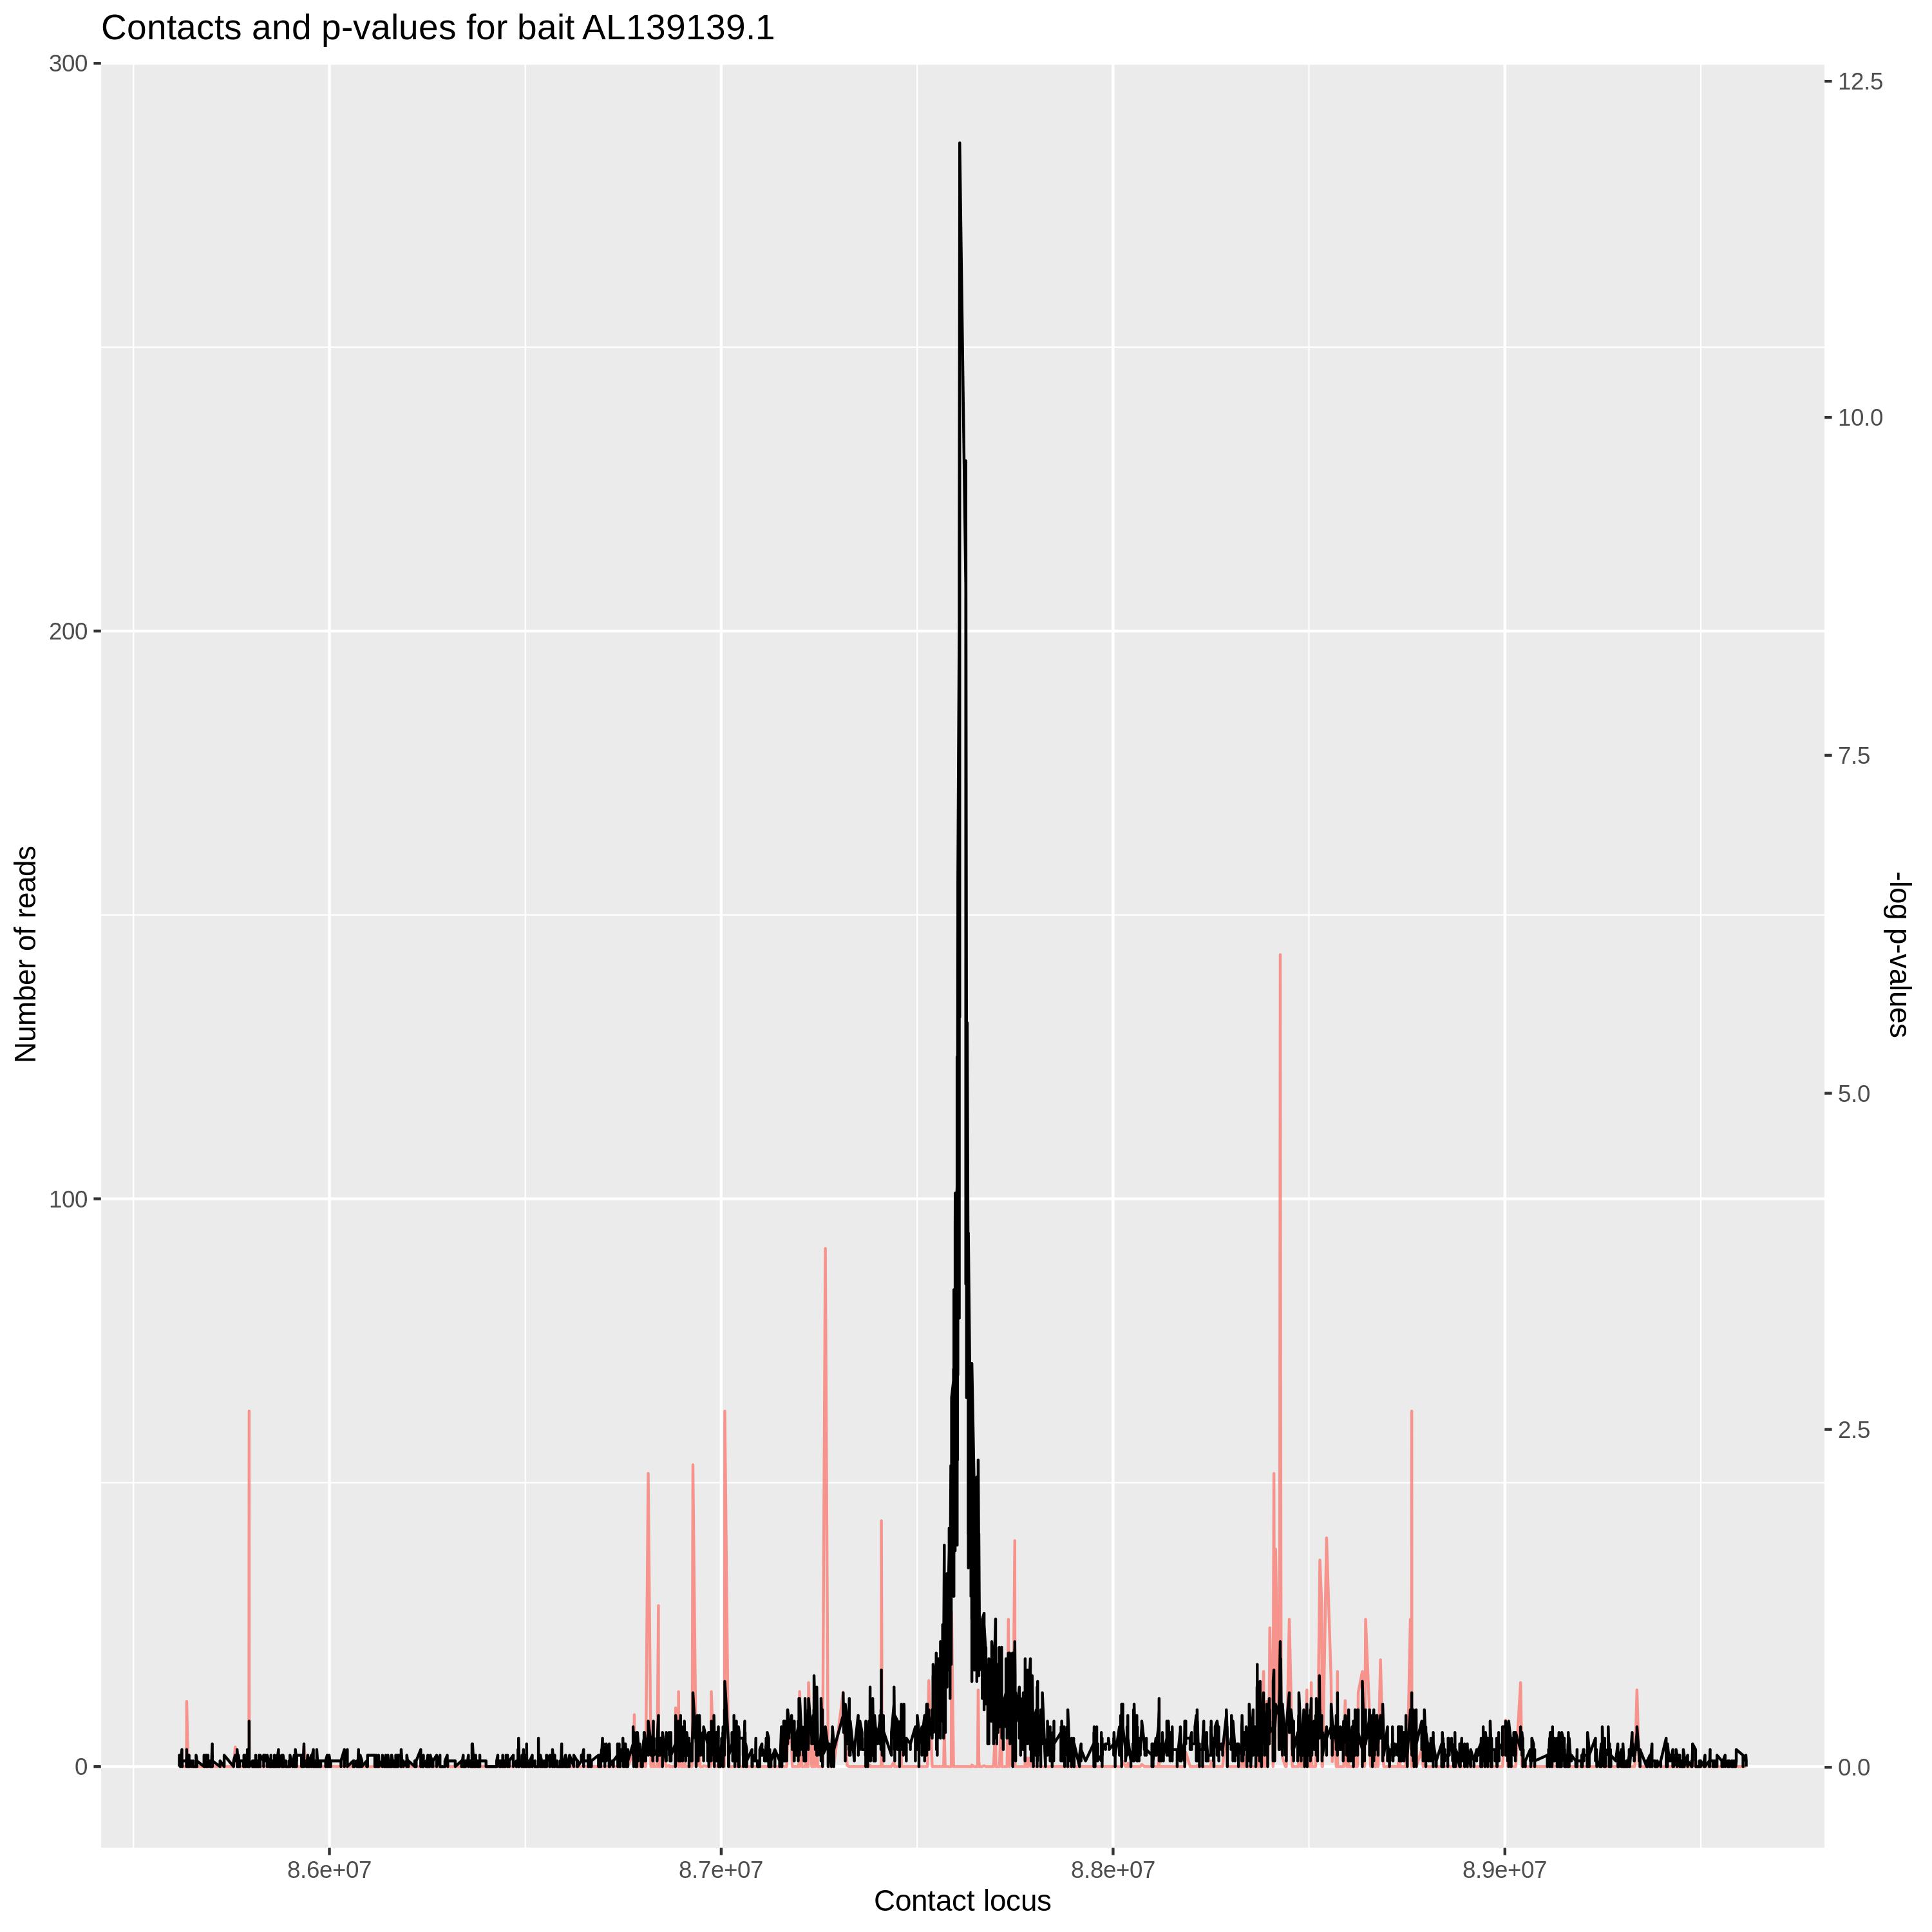 Contacts and p-values for bait AL139139.1
300
200
100
0
Number of reads
12.5
10.0
7.5
5.0
2.5
0.0
-log p-values
8.6e+07
8.7e+07
8.8e+07
8.9e+07
Contact locus